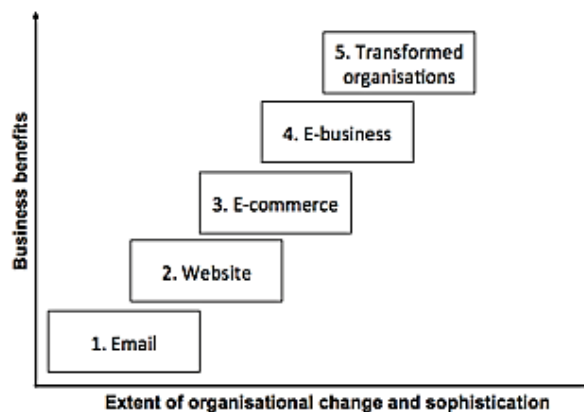 5. Transformed
organisations
4. E-business
3. E-commerce
2. Website
1. Email
Business benefits
Extent of organisational change and sophistication